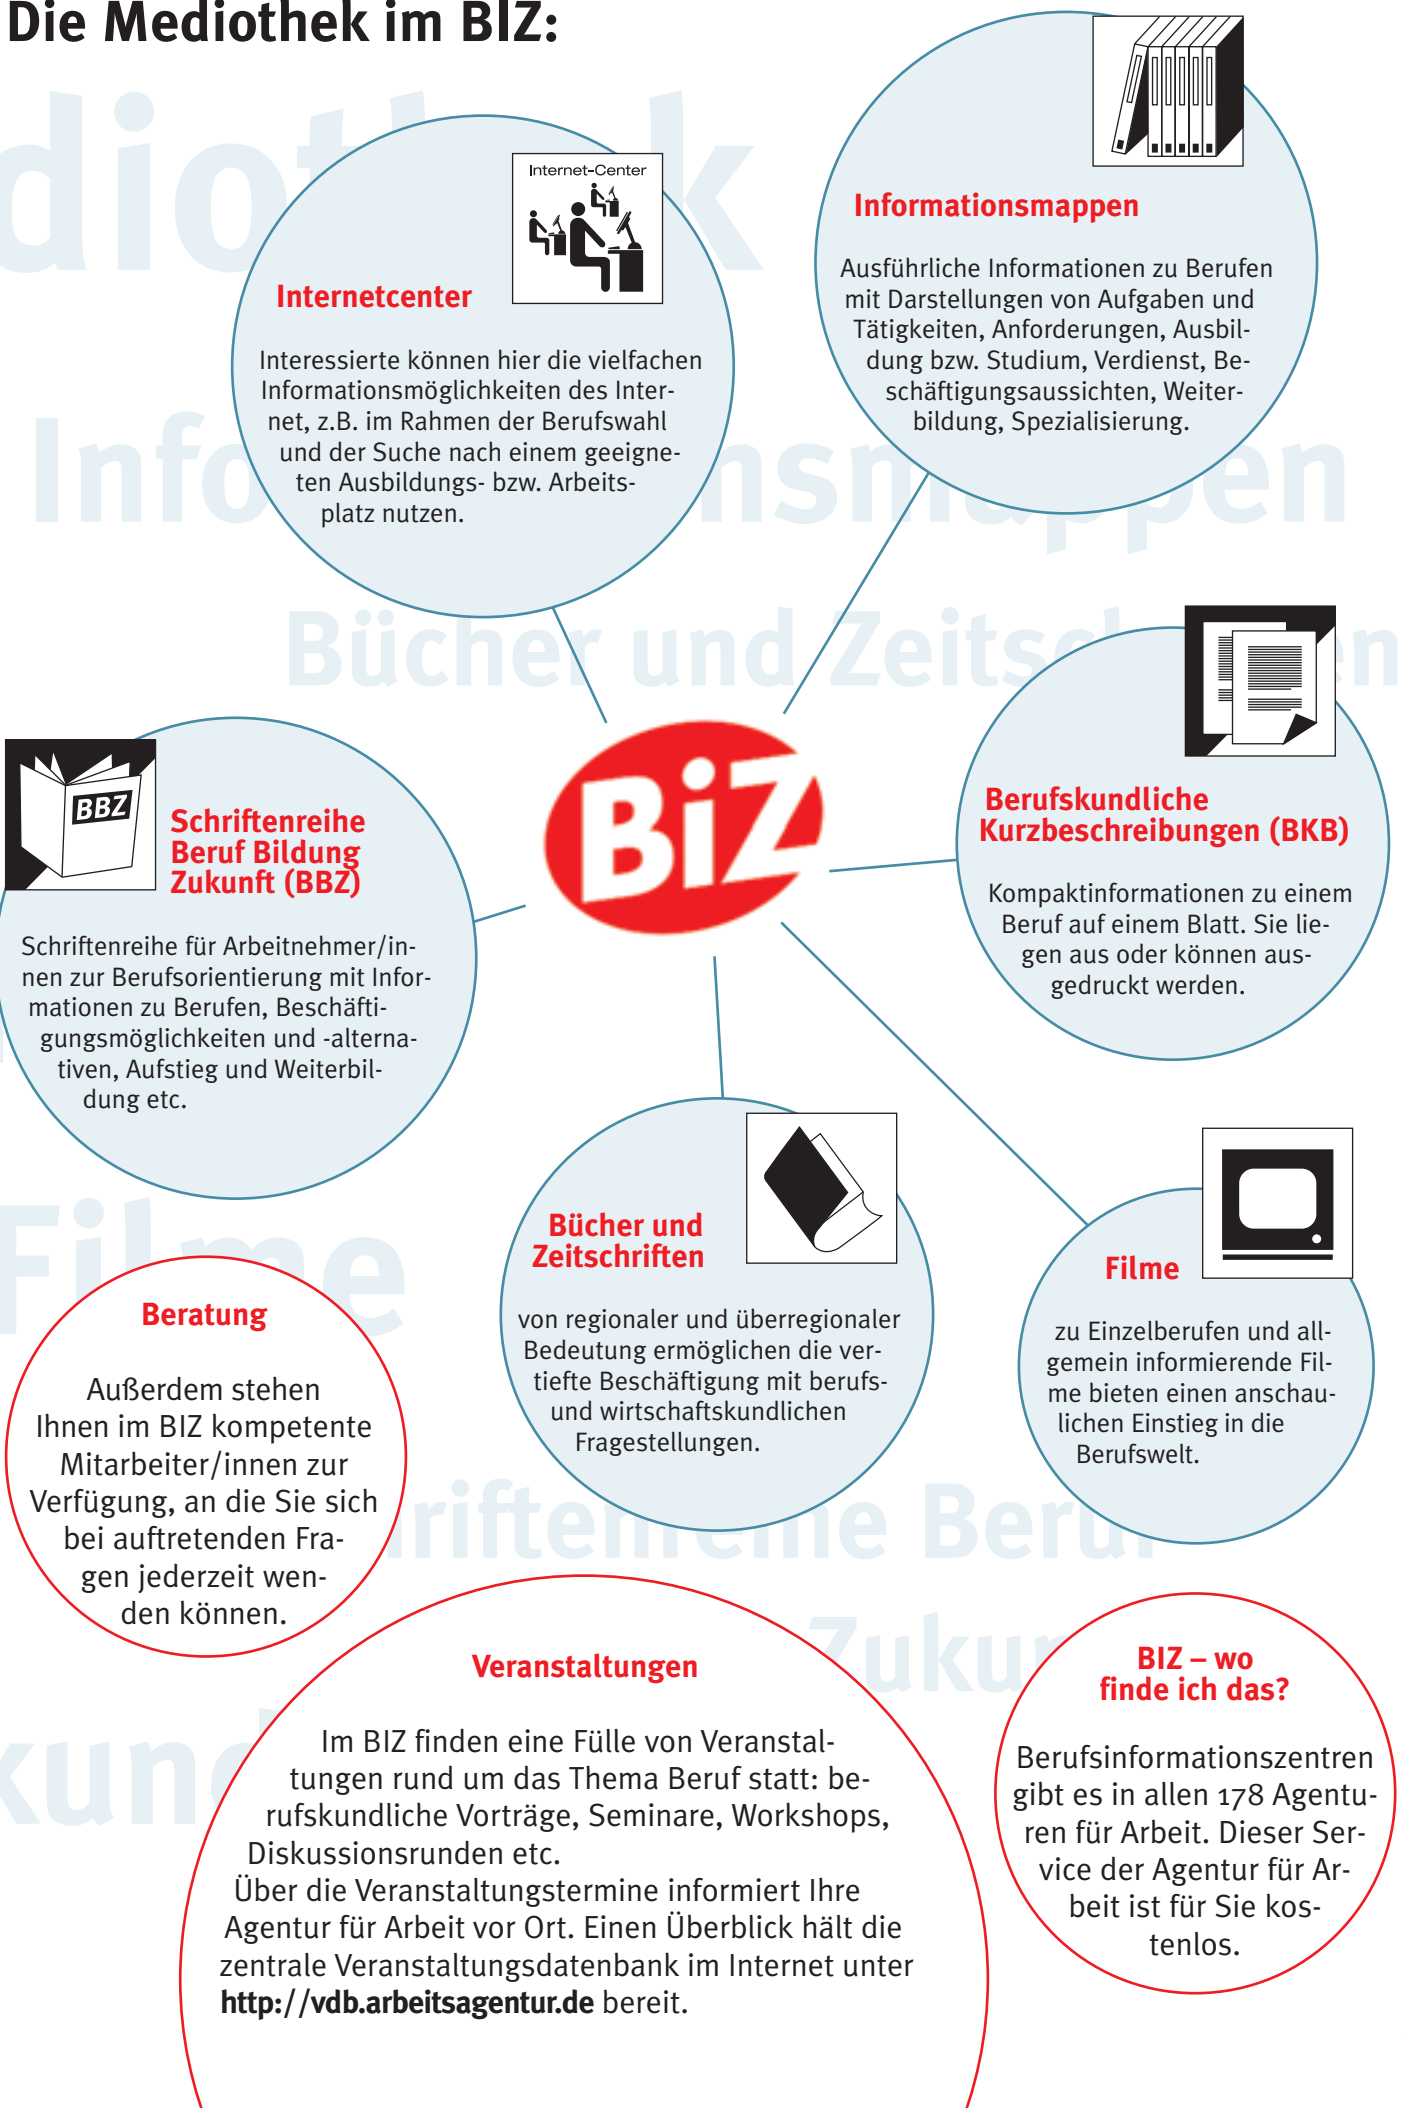 Die Mediothek im BIZ:
diothek
Internet-Center
Internetcenter
Interessierte können hier die vielfachen
Informationsmöglichkeiten des Inter-
net, z.B. im Rahmen der Berufswahl
und der Suche nach einem geeigne-
ten Ausbildungs- bzw. Arbeits-
platz nutzen.
Informationsmappen
Ausführliche Informationen zu Berufen
mit Darstellungen von Aufgaben und
Tätigkeiten, Anforderungen, Ausbil-
dung bzw. Studium, Verdienst, Be-
schäftigungsaussichten, Weiter-
bildung, Spezialisierung.
Informationsmappen
Bücher und Zeitschriften
BiZ
BBZ
Schriftenreihe
Beruf Bildung
Zukunft (BBZ)
Schriftenreihe für Arbeitnehmer/in-
nen zur Berufsorientierung mit Infor-
mationen zu Berufen, Beschäfti-
gungsmöglichkeiten und -alterna-
tiven, Aufstieg und Weiterbil-
dung etc.
Berufskundliche
Kurzbeschreibungen (BKB)
Kompaktinformationen zu einem
Beruf auf einem Blatt. Sie lie-
gen aus oder können aus-
gedruckt werden.
Filme
Bücher und
Zeitschriften
von regionaler und überregionaler
Bedeutung ermöglichen die ver-
tiefte Beschäftigung mit berufs-
und wirtschaftskundlichen
Fragestellungen.
Filme
zu Einzelberufen und all-
gemein informierende Fil-
me bieten einen anschau-
lichen Einstieg in die
Berufswelt.
Beratung
Außerdem stehen
Ihnen im BIZ kompetente
Mitarbeiter/innen zur
Verfügung, an die Sie sich
bei auftretenden Fra-
gen jederzeit wen-
den können.
riftenreihe Beruf
Zukun
kund
Veranstaltungen
Im BIZ finden eine Fülle von Veranstal-
tungen rund um das Thema Beruf statt: be-
rufskundliche Vorträge, Seminare, Workshops,
Diskussionsrunden etc.
Über die Veranstaltungstermine informiert Ihre
Agentur für Arbeit vor Ort. Einen Überblick hält die
zentrale Veranstaltungsdatenbank im Internet unter
http://vdb.arbeitsagentur.de bereit.
BIZ – wo
finde ich das?
Berufsinformationszentren
gibt es in allen 178 Agentu-
ren für Arbeit. Dieser Ser-
vice der Agentur für Ar-
beit ist für Sie kos-
tenlos.